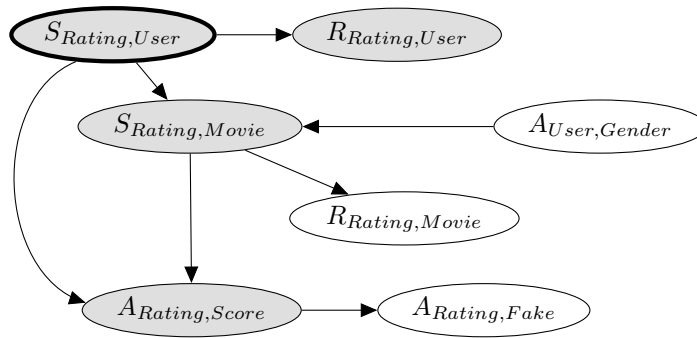 S_{Rating,User} R_{Rating,User}
S_{Rating,Movie} A_{User,Gender}
R_{Rating,Movie}
A_{Rating,Score} A_{Rating,Fake}